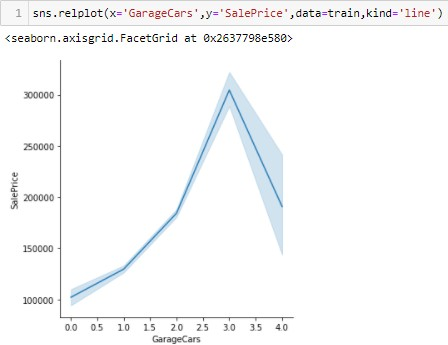 1 sns.relplot(x='GarageCars',y='SalePrice',data=train,kind='line')
<seaborn.axisgrid.FacetGrid at 0x2637798e580>
300000
250000
200000
150000
100000
SalePrice
0.0 0.5 1.0 1.5 2.0 2.5 3.0 3.5 4.0
GarageCars